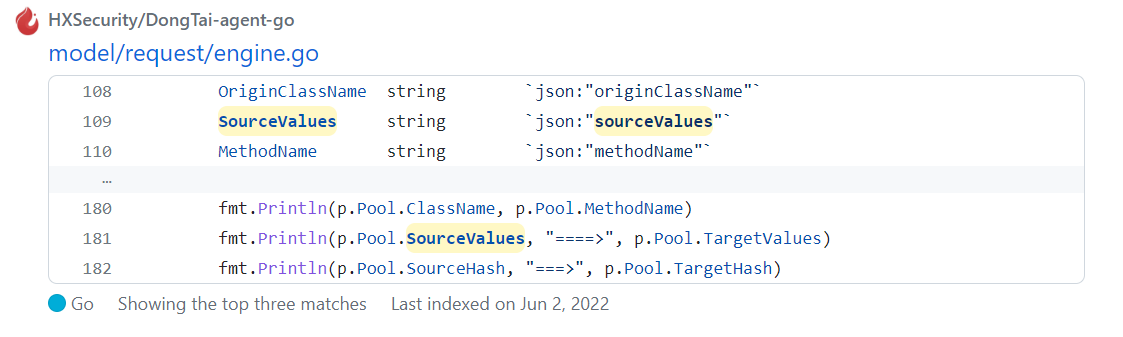 HXSecurity/DongTai-agent-go
model/request/engine.go
108 OriginClassName string `json:"originClassName"`
109 SourceValues string `json:"sourceValues"`
110 MethodName string `json:"methodName"`
…
180 fmt.Println(p.Pool.ClassName, p.Pool.MethodName)
181 fmt.Println(p.Pool.SourceValues, "====>", p.Pool.TargetValues)
182 fmt.Println(p.Pool.SourceHash, "===>", p.Pool.TargetHash)
Go Showing the top three matches Last indexed on Jun 2, 2022